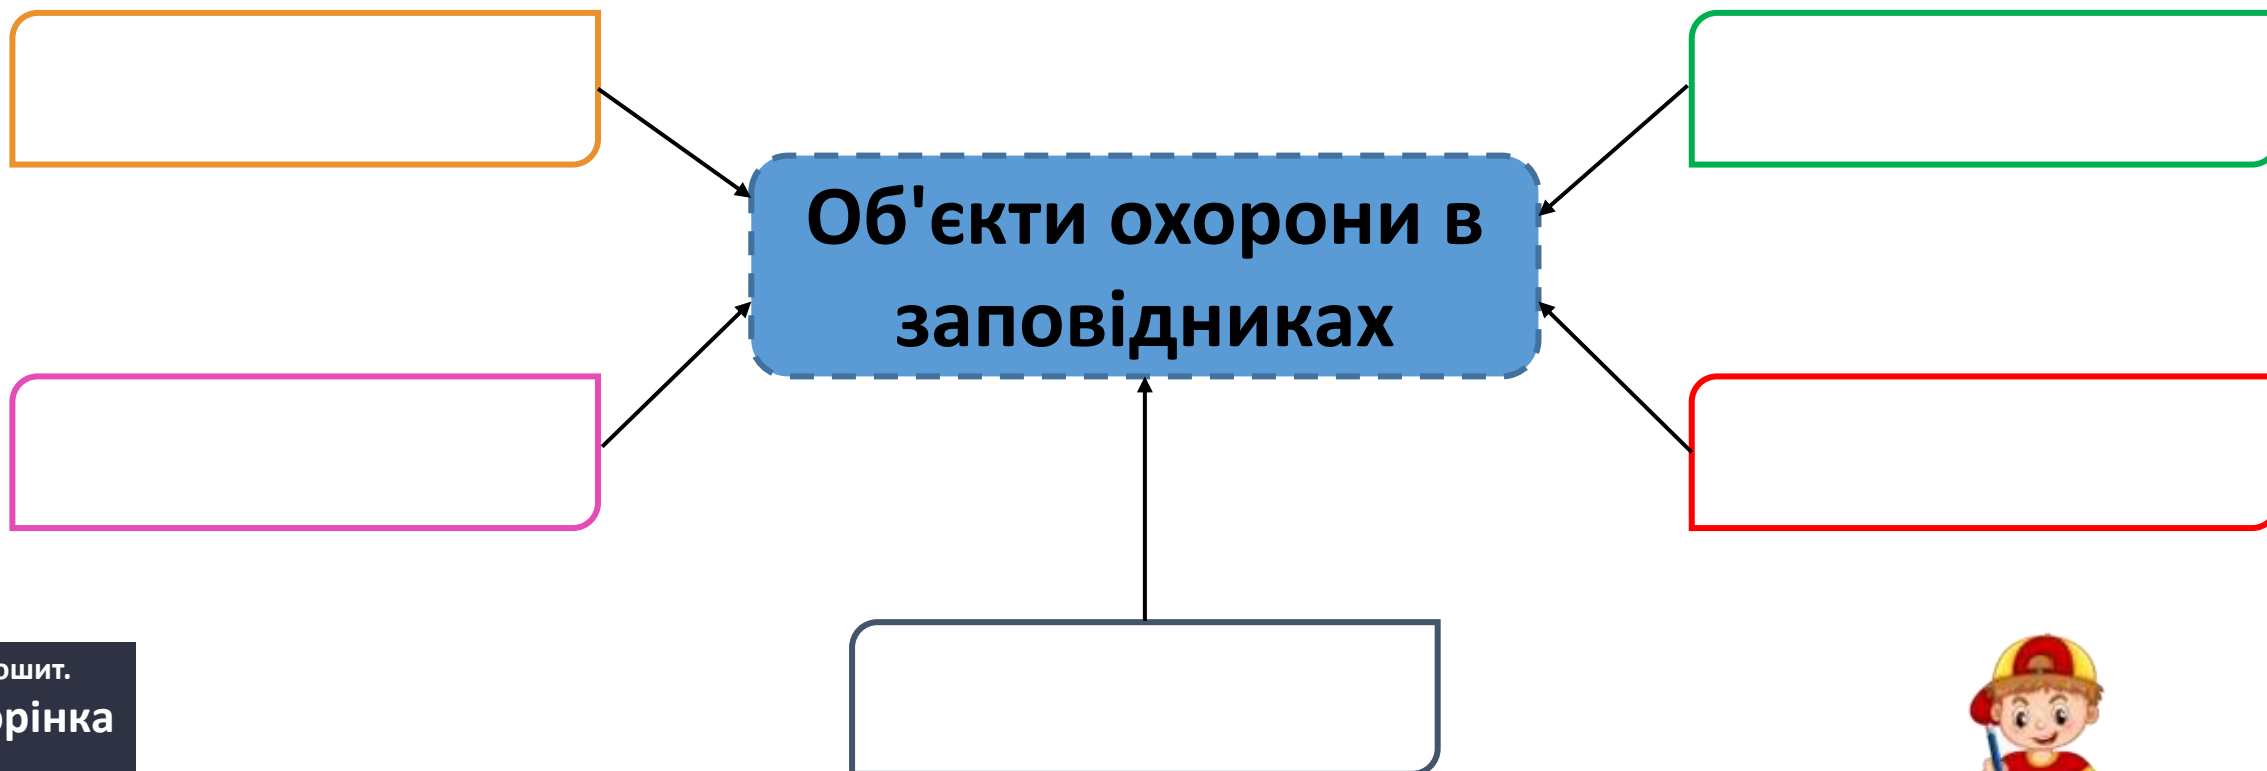 Об'єкти охорони в
заповідниках
ошит.
рінка